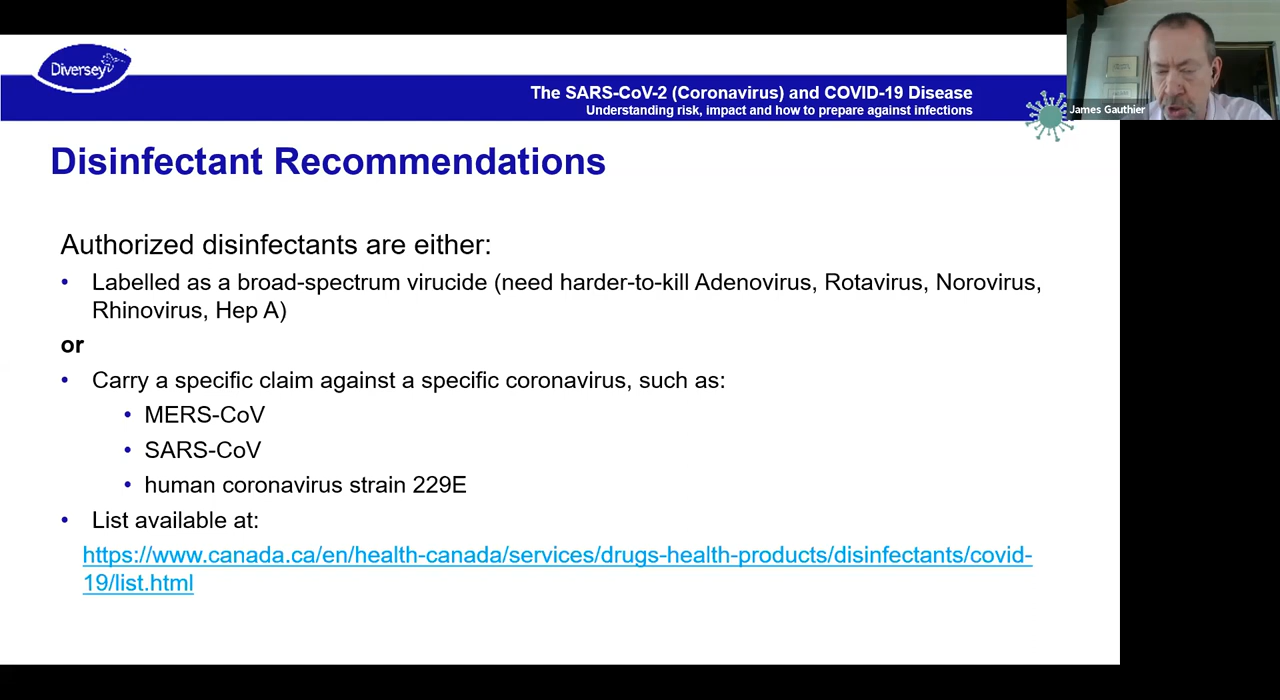 Diversey
The SARS-CoV-2 (Coronavirus) and COVID-19 Disease
Understanding risk, impact and how to prepare against infections
James Gauthier
Disinfectant Recommendations
Authorized disinfectants are either:
• Labelled as a broad-spectrum virucide (need harder-to-kill Adenovirus, Rotavirus, Norovirus,
Rhinovirus, Hep A)
or
• Carry a specific claim against a specific coronavirus, such as:
• MERS-CoV
• SARS-CoV
• human coronavirus strain 229E
• List available at:
https://www.canada.ca/en/health-canada/services/drugs-health-products/disinfectants/covid-
19/list.html